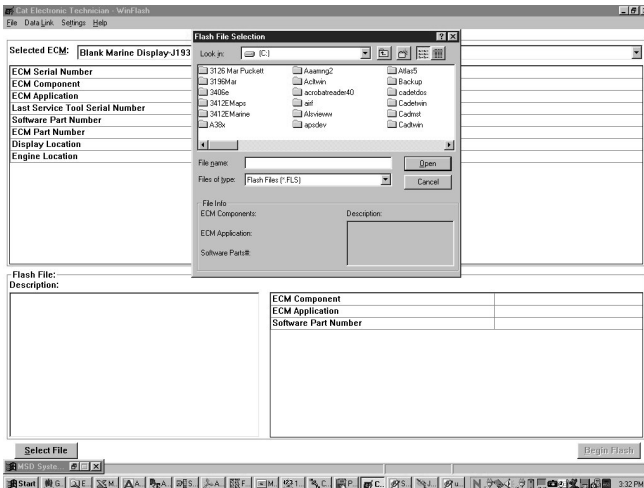 Cat Electronic Technician - WinFlash
File Data Link Settings Help
Selected ECM: Blank Marine Display-J193
ECM Serial Number
ECM Component
ECM Application
Last Service Tool Serial Number
Software Part Number
ECM Part Number
Display Location
Engine Location
Flash File Selection
Look in: (C:)
3126 Mar Puckett
3196Mar
3406e
3412EMaps
3412EMarine
A38x
Aaamng2
Acltwin
acrobatreader40
airf
Alsvieww
apsdev
Atlas5
Backup
cadetdos
Cadetwin
Cadmst
Cadtwin
File name: Open
Files of type: Flash Files (*.FLS) Cancel
File Info
ECM Components: Description:
ECM Application:
Software Parts#:
Flash File:
Description:
ECM Component
ECM Application
Software Part Number
Select File Begin Flash
MSD Syste...
Start 3:32 PM